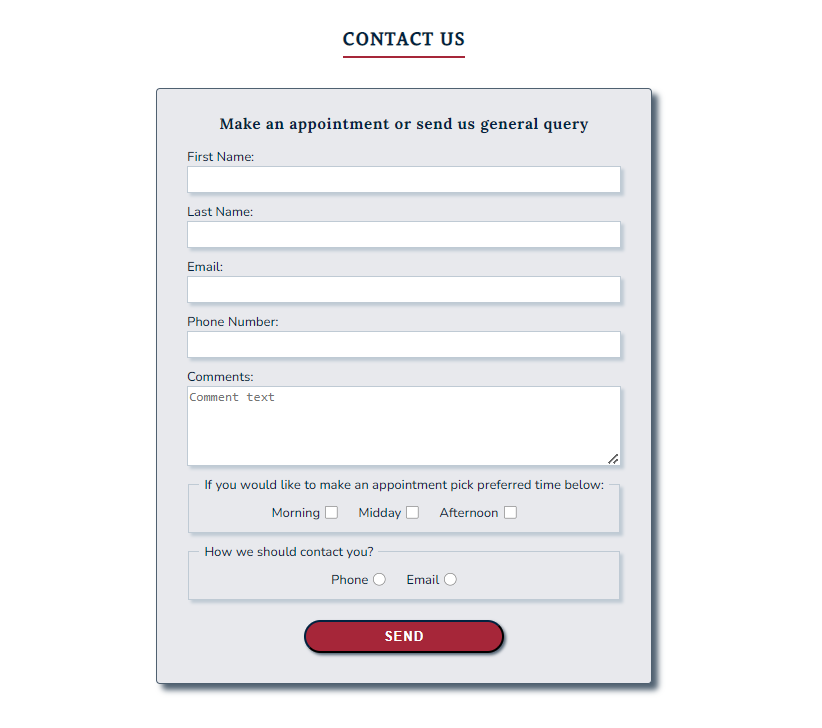 CONTACT US
Make an appointment or send us general query
First Name:
Last Name:
Email:
Phone Number:
Comments:
Comment text
If you would like to make an appointment pick preferred time below:
Morning Midday Afternoon
How we should contact you?
Phone Email
SEND